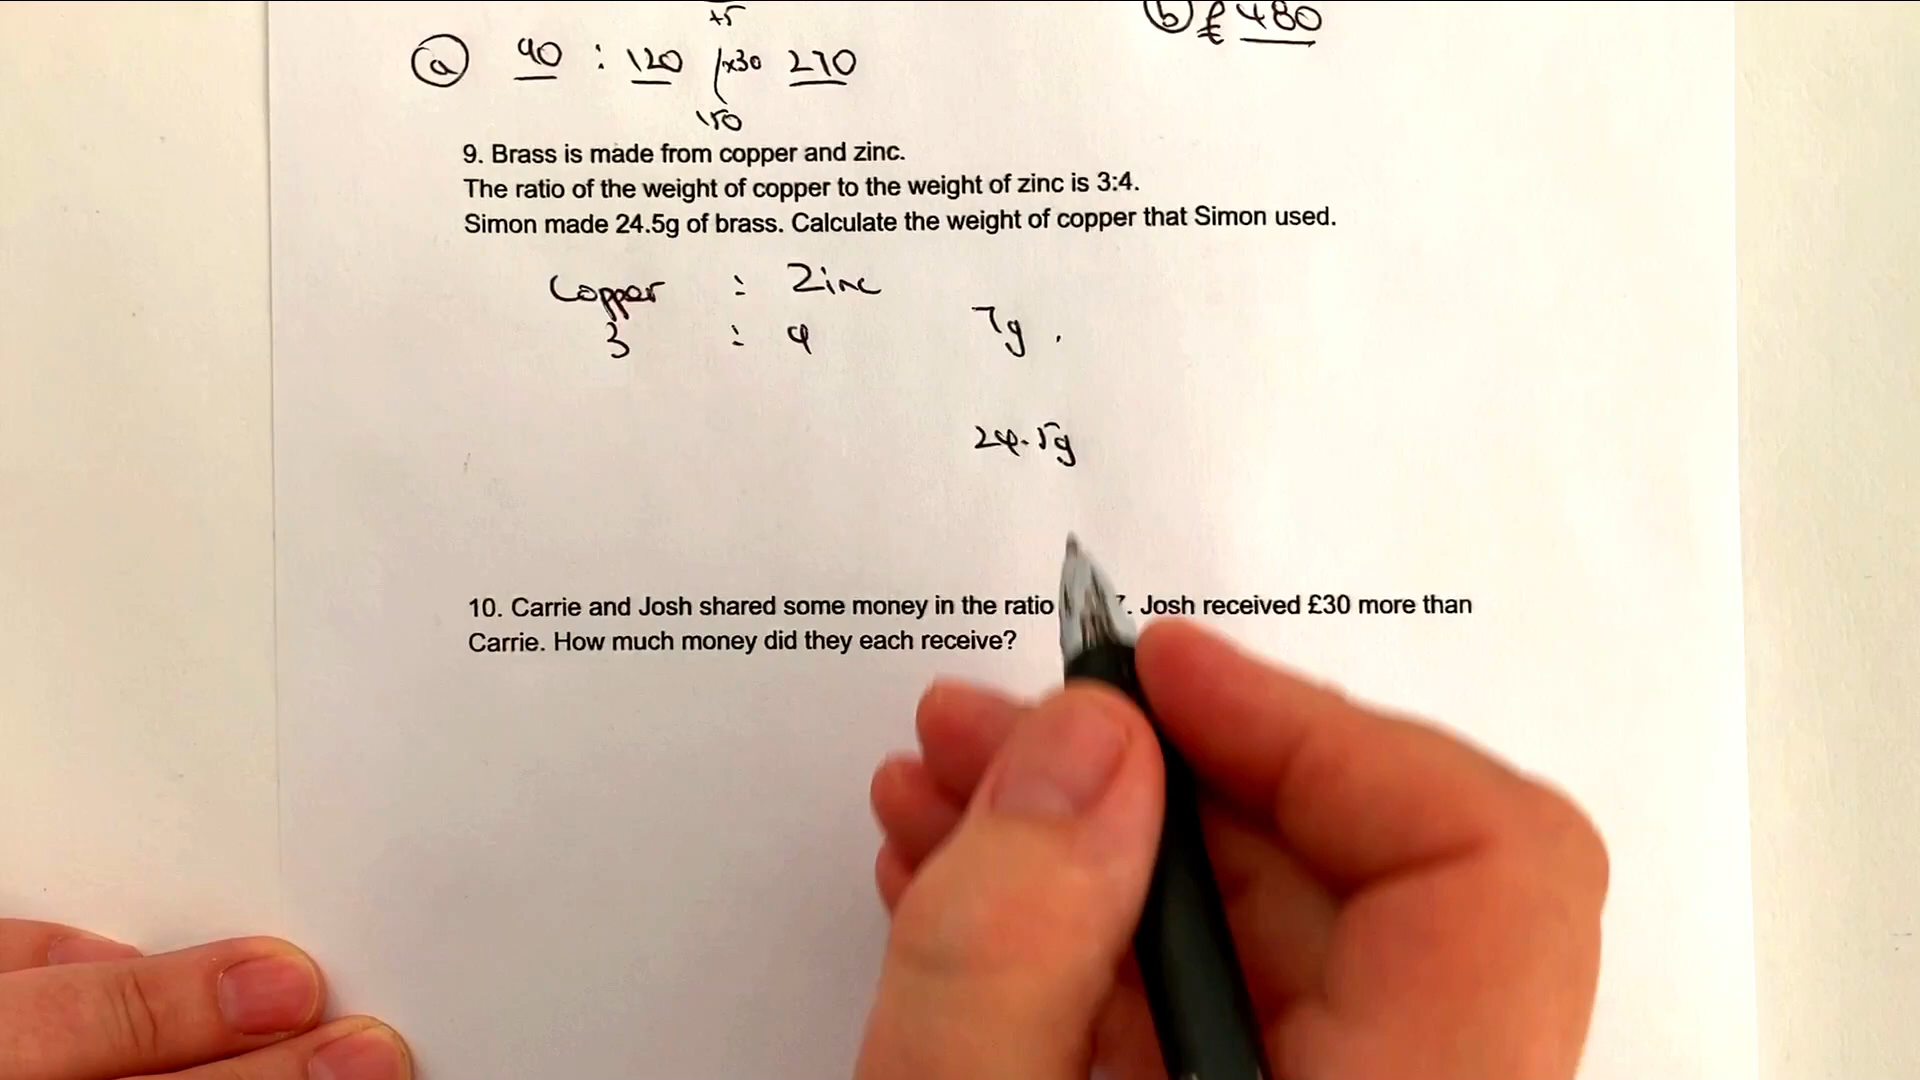 +5
(b) £480
(a) 90 : 120 /x30 270
150
9. Brass is made from copper and zinc.
The ratio of the weight of copper to the weight of zinc is 3:4.
Simon made 24.5g of brass. Calculate the weight of copper that Simon used.
Copper : Zinc
3 : 4 7g.
24.5g
10. Carrie and Josh shared some money in the ratio 7. Josh received £30 more than
Carrie. How much money did they each receive?